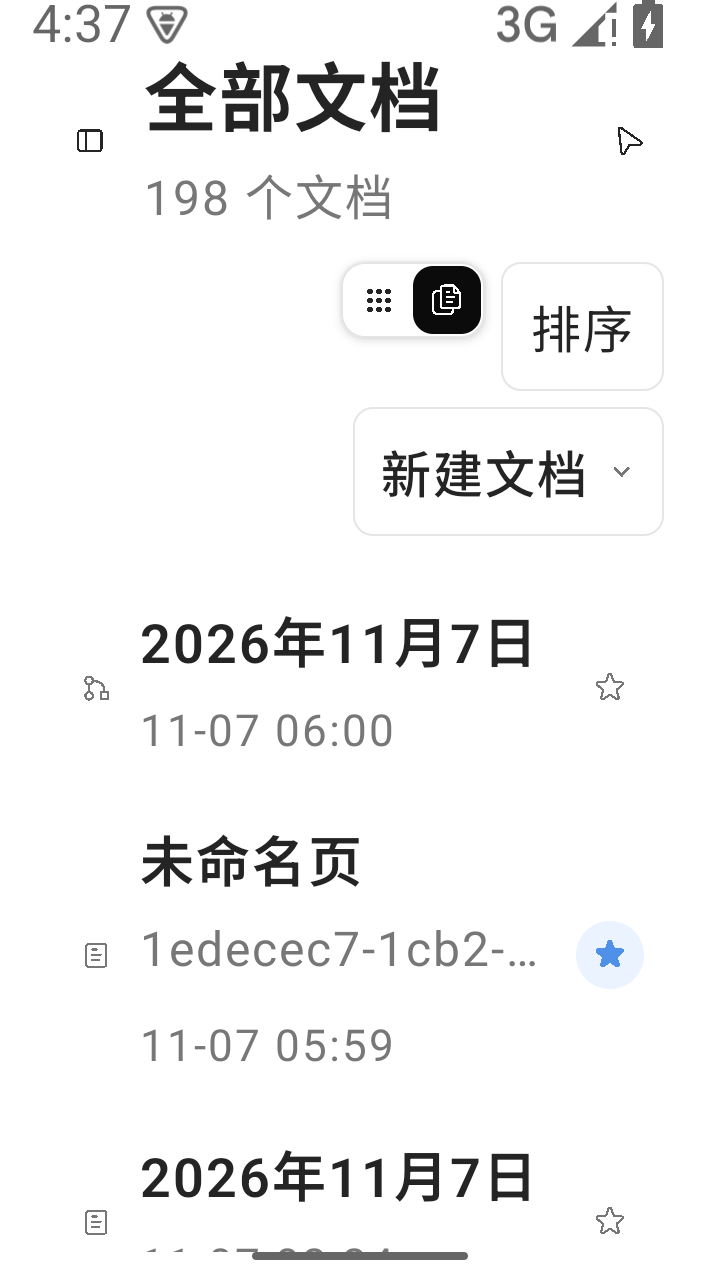 4:37
3G
全部文档
198 个文档
排序
新建文档
2026年11月7日
11-07 06:00
未命名页
1edecec7-1cb2-…
11-07 05:59
2026年11月7日